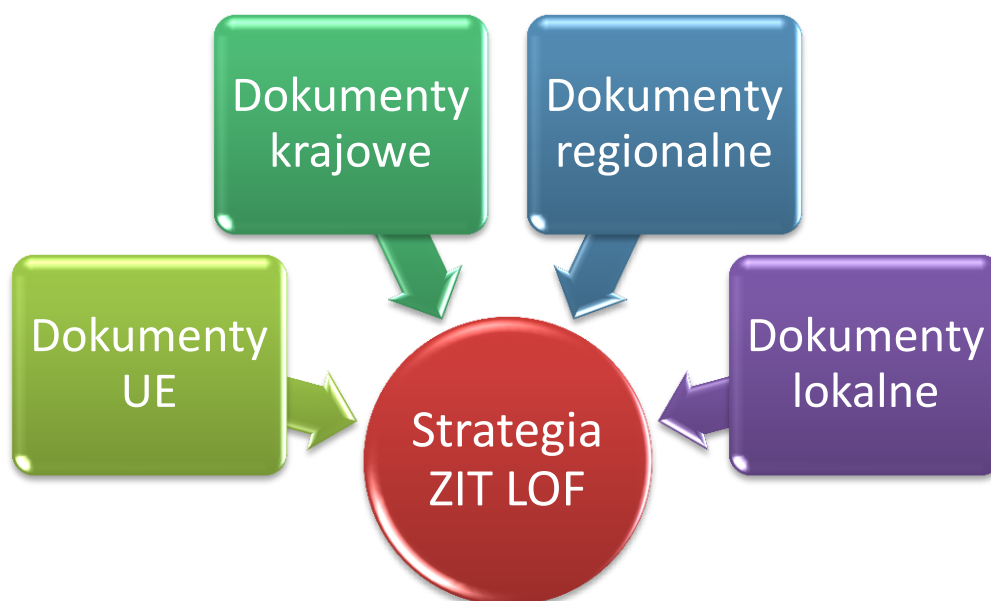 Dokumenty
krajowe
Dokumenty
regionalne
Dokumenty
UE
Dokumenty
lokalne
Strategia
ZIT LOF